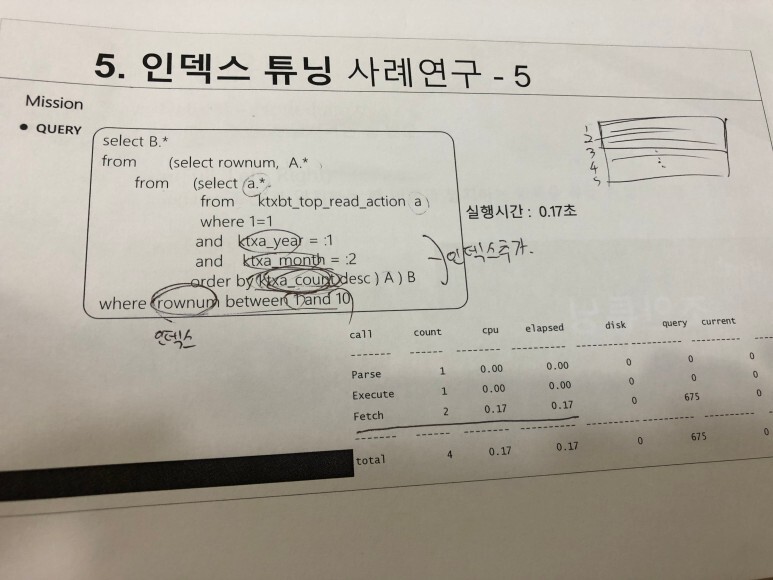 5. 인덱스 튜닝 사례연구 - 5
Mission
• QUERY
select B.*
from (select rownum, A.*
from (select a.*
from ktxbt_top_read_action a
where 1=1
and ktxa_year = :1
and ktxa_month = :2
order by ktxa_count desc ) A ) B
where rownum between 1 and 10
인덱스
인덱스추가.
1
2
3
4
5
실행시간 : 0.17초
call count cpu elapsed disk query current
------- ------ -------- ---------- ---------- ---------- ----------
Parse 1 0.00 0.00 0 0 0
Execute 1 0.00 0.00 0 0 0
Fetch 2 0.17 0.17 0 675 0
------- ------ -------- ---------- ---------- ---------- ----------
total 4 0.17 0.17 0 675 0